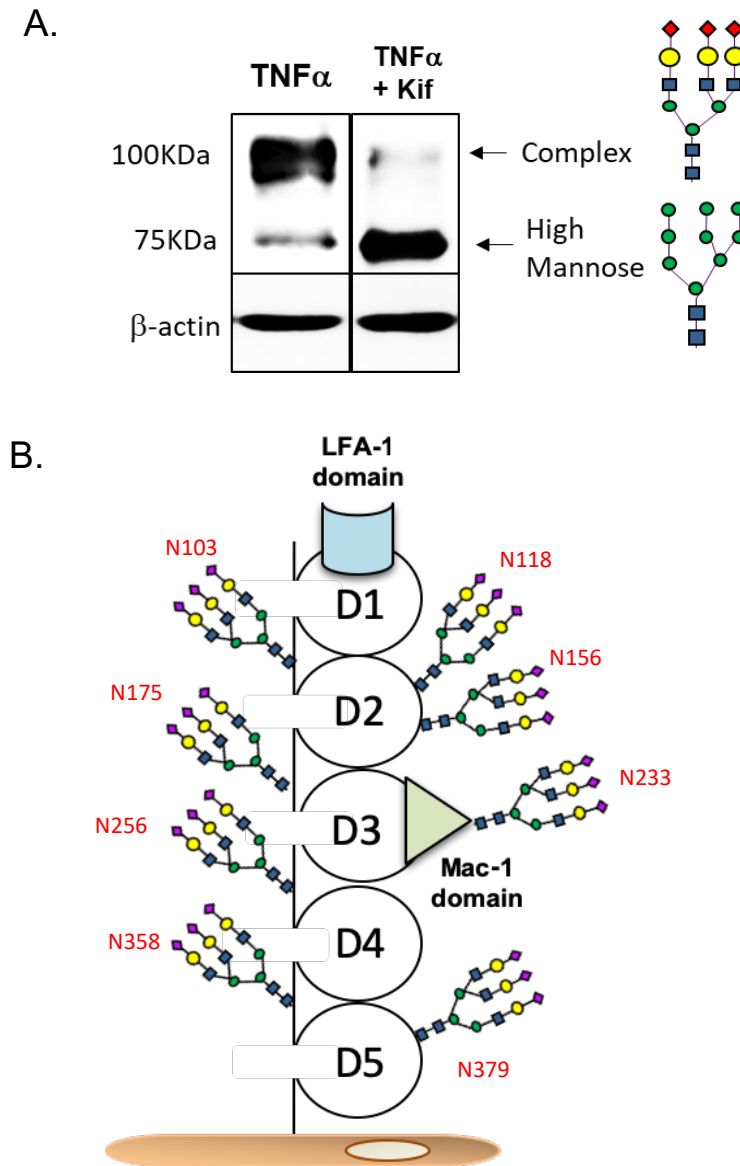 A.
TNFα
TNFα
+ Kif
100KDa
Complex
75KDa
High
Mannose
β-actin
B.
LFA-1
domain
N103
N118
D1
N156
N175
D2
N233
N256
D3
Mac-1
domain
N358
D4
D5
N379